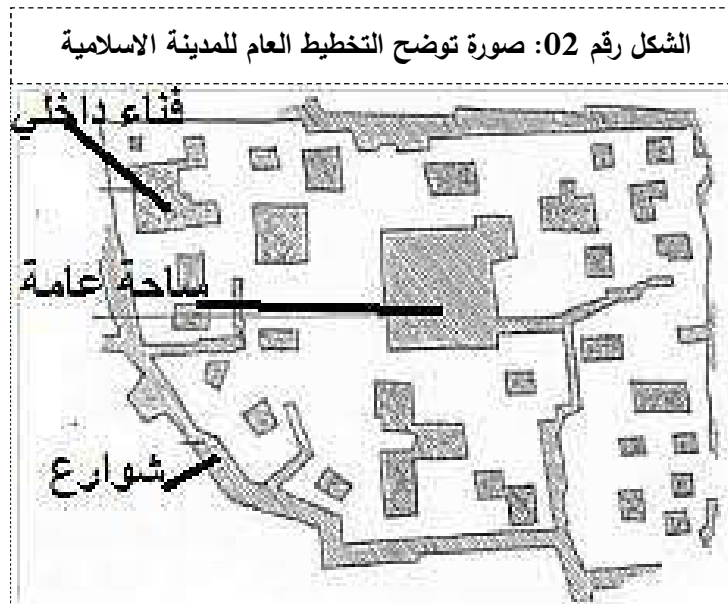 الشكل رقم 02: صورة توضح التخطيط العام للمدينة الاسلامية
فناء داخلي
ساحة عامة
شوارع